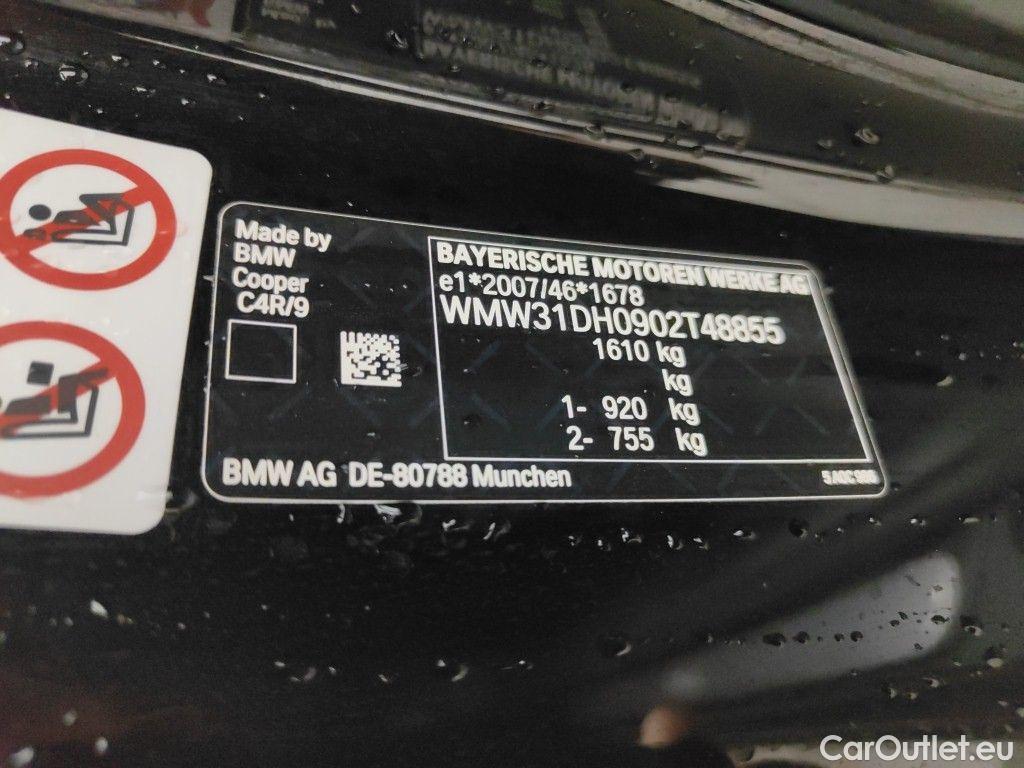 Made by
BMW
Cooper
C4R/9
BAYERISCHE MOTOREN WERKE AG
e1*2007/46*1678
WMW31DH0902T48855
1610 kg
kg
1- 920 kg
2- 755 kg
BMW AG DE-80788 Munchen
CarOutlet.eu